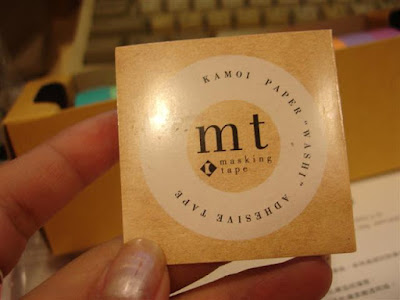 KAMOI PAPER "WASHI" ADHESIVE TAPE
mt
masking
tape